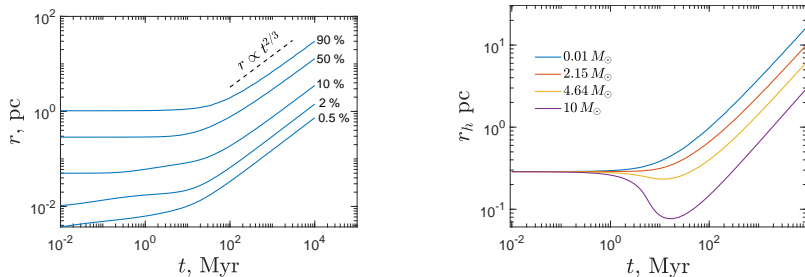 10^2
10^0
10^-2
r, pc
r ∝ t^{2/3}
90 %
50 %
10 %
2 %
0.5 %
10^-2
10^0
10^2
10^4
t, Myr
10^1
10^0
10^-1
r_h pc
0.01 M_⊙
2.15 M_⊙
4.64 M_⊙
10 M_⊙
10^-2
10^0
10^2
t, Myr